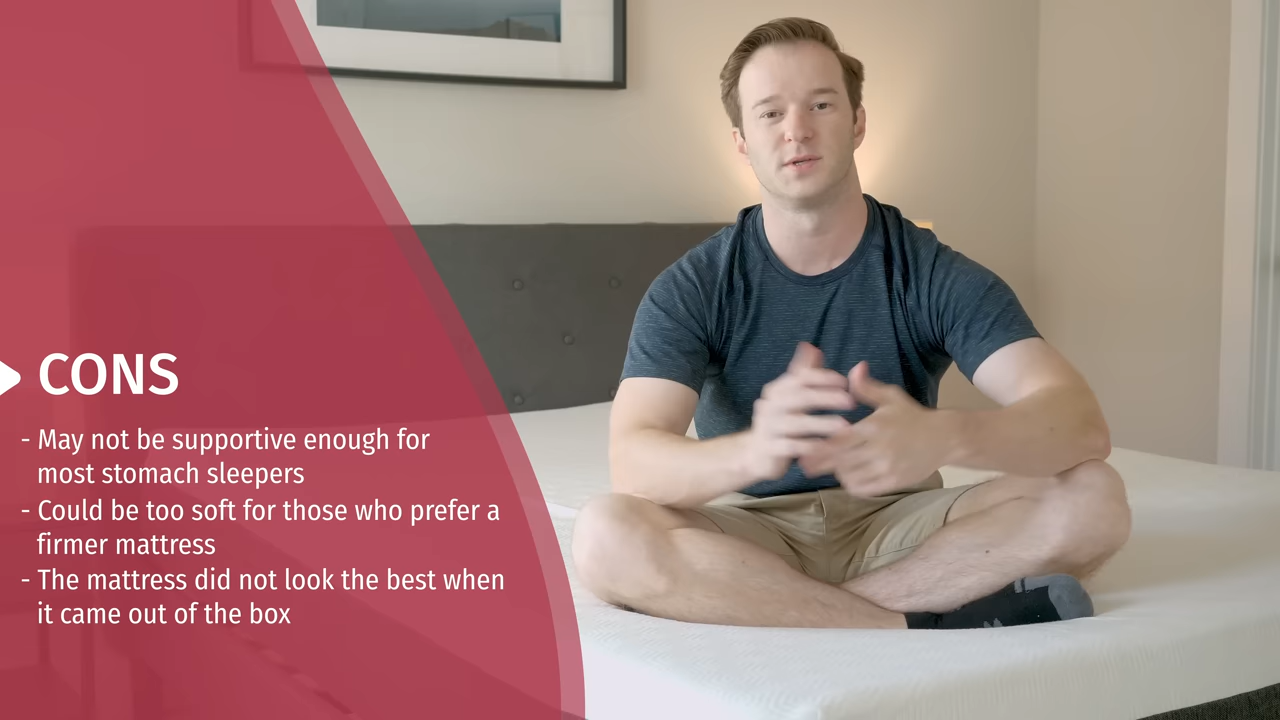 CONS
- May not be supportive enough for
most stomach sleepers
- Could be too soft for those who prefer a
firmer mattress
- The mattress did not look the best when
it came out of the box